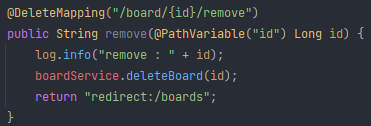 @DeleteMapping("/board/{id}/remove")
public String remove(@PathVariable("id") Long id) {
    log.info("remove : " + id);
    boardService.deleteBoard(id);
    return "redirect:/boards";
}